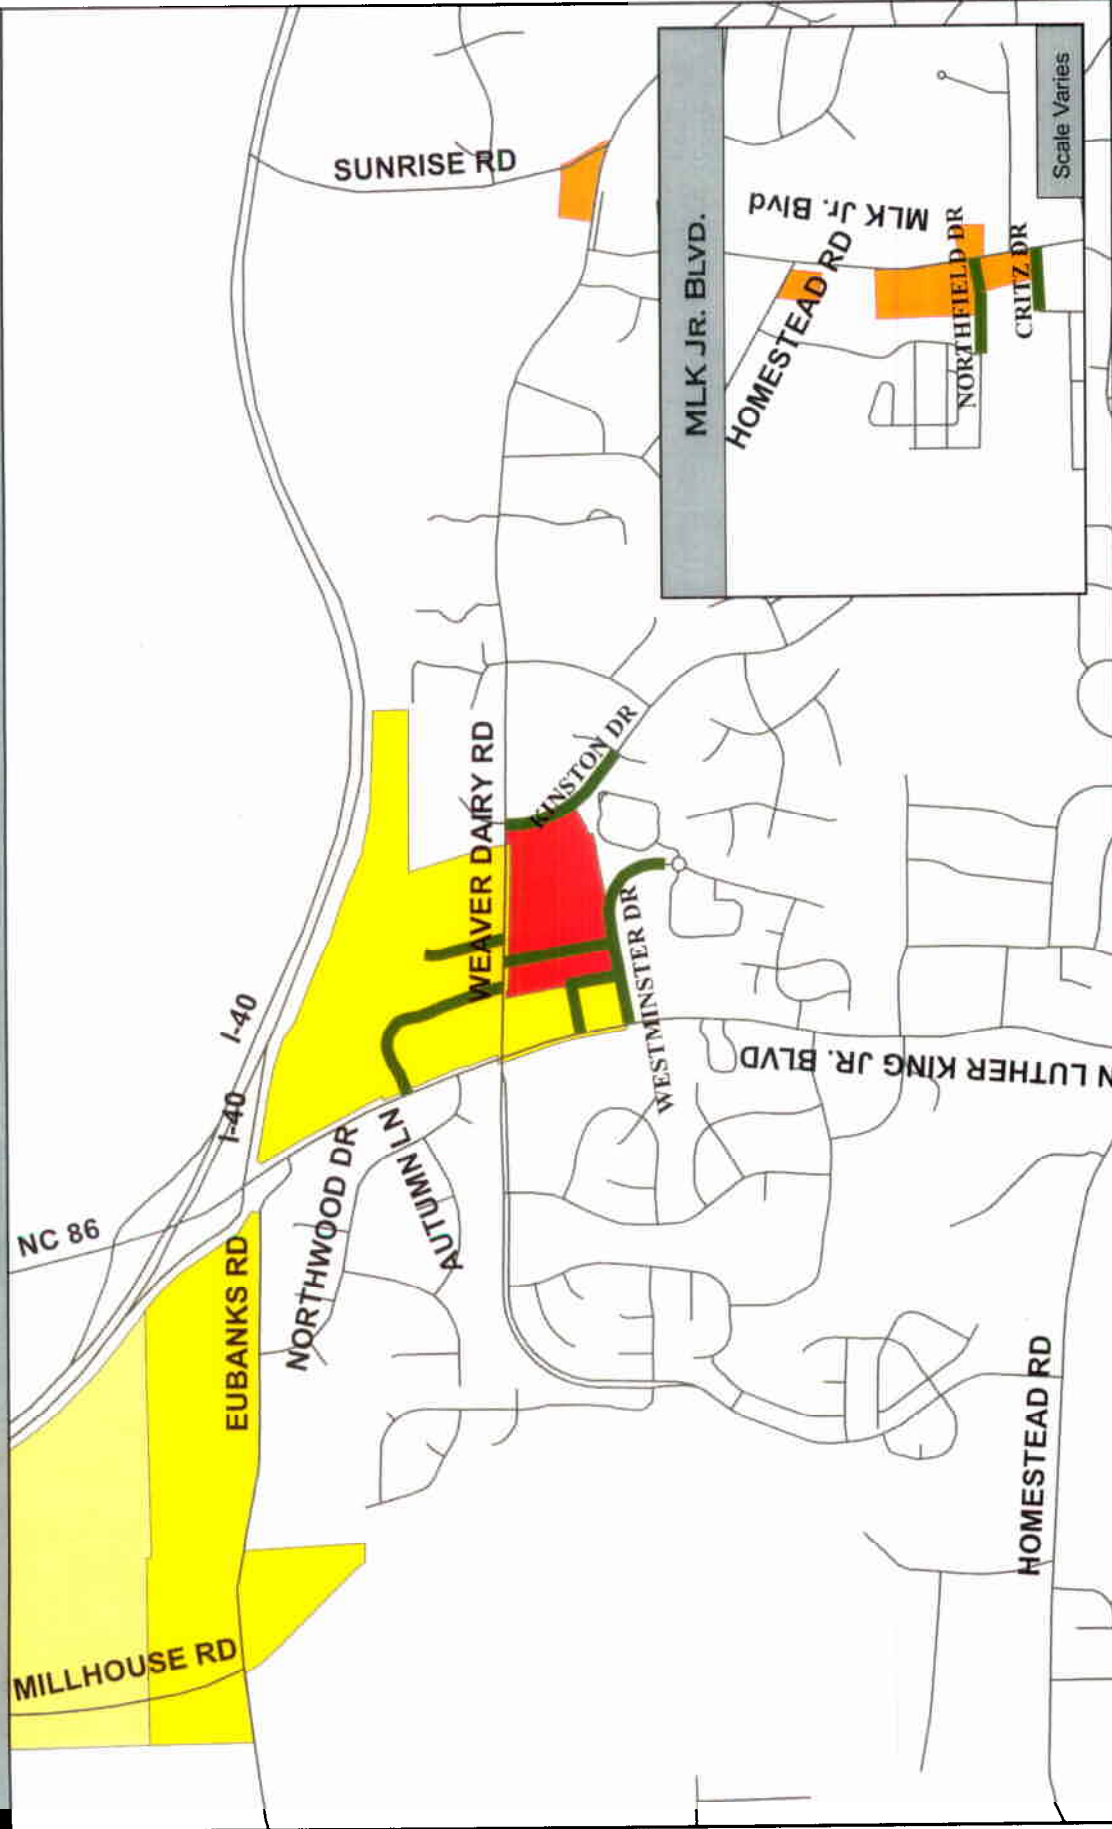 SUNRISE RD
MLK JR. BLVD.
Scale Varies
MLK Jr. Blvd
HOMESTEAD RD
NORTHFIELD DR
CRITZ DR
WEAVER DAIRY RD
KINSTON DR
WESTMINSTER DR
I-40
I-40
N LUTHER KING JR. BLVD
NC 86
EUBANKS RD
NORTHWOOD DR
AUTUMN LN
HOMESTEAD RD
MILLHOUSE RD